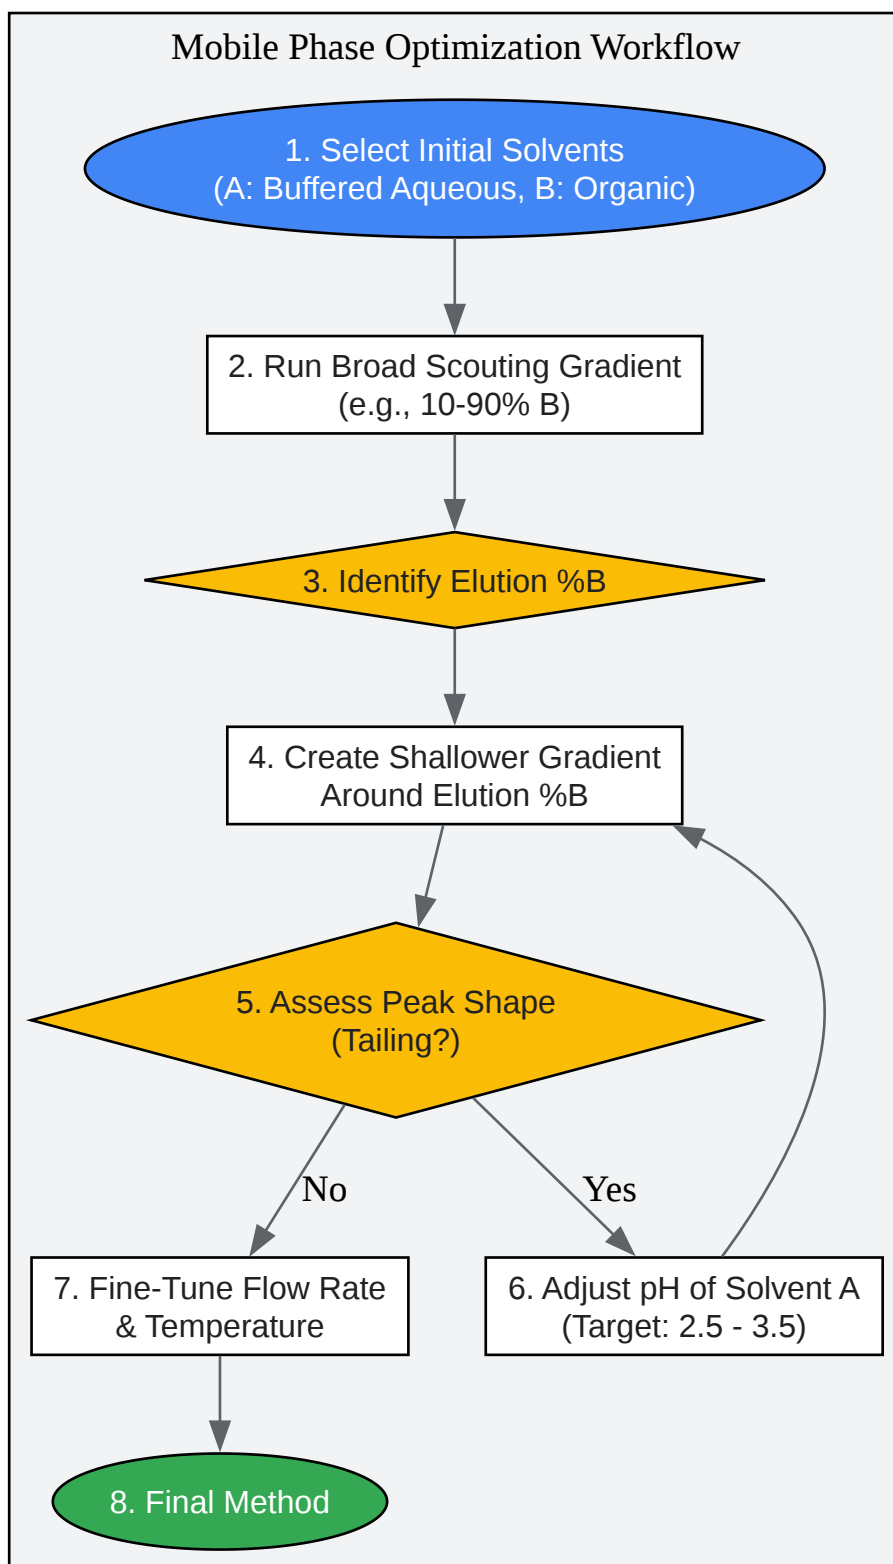 Mobile Phase Optimization Workflow
1. Select Initial Solvents
(A: Buffered Aqueous, B: Organic)
2. Run Broad Scouting Gradient
(e.g., 10-90% B)
3. Identify Elution %B
4. Create Shallower Gradient
Around Elution %B
5. Assess Peak Shape
(Tailing?)
No
Yes
7. Fine-Tune Flow Rate
& Temperature
6. Adjust pH of Solvent A
(Target: 2.5 - 3.5)
8. Final Method